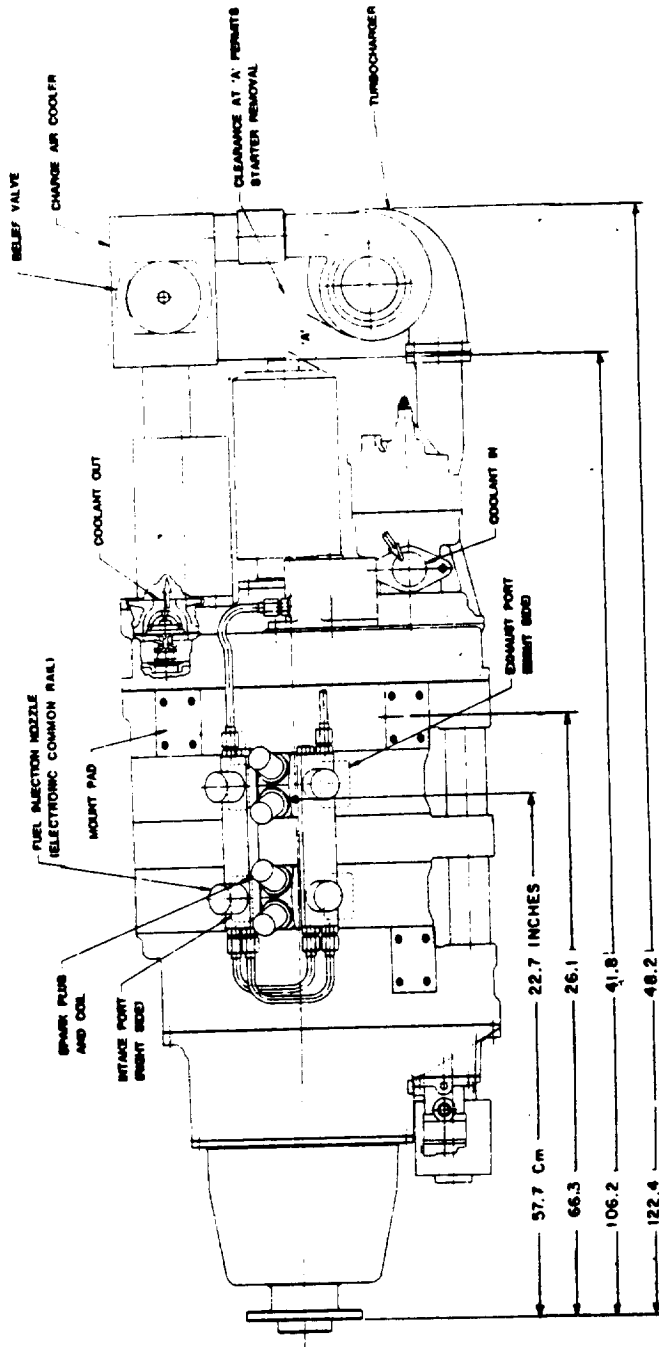 RELIEF VALVE
CHARGE AIR COOLER
CLEARANCE AT 'A' PERMITS
STARTER REMOVAL
TURBOCHARGER
'A'
COOLANT OUT
COOLANT IN
FUEL INJECTION NOZZLE
(ELECTRONIC COMMON RAIL)
MOUNT PAD
EXHAUST PORT
(RIGHT SIDE)
SPARK PLUG
AND COIL
INTAKE PORT
(RIGHT SIDE)
57.7 Cm 22.7 INCHES
66.3 26.1
106.2 41.8
122.4 48.2